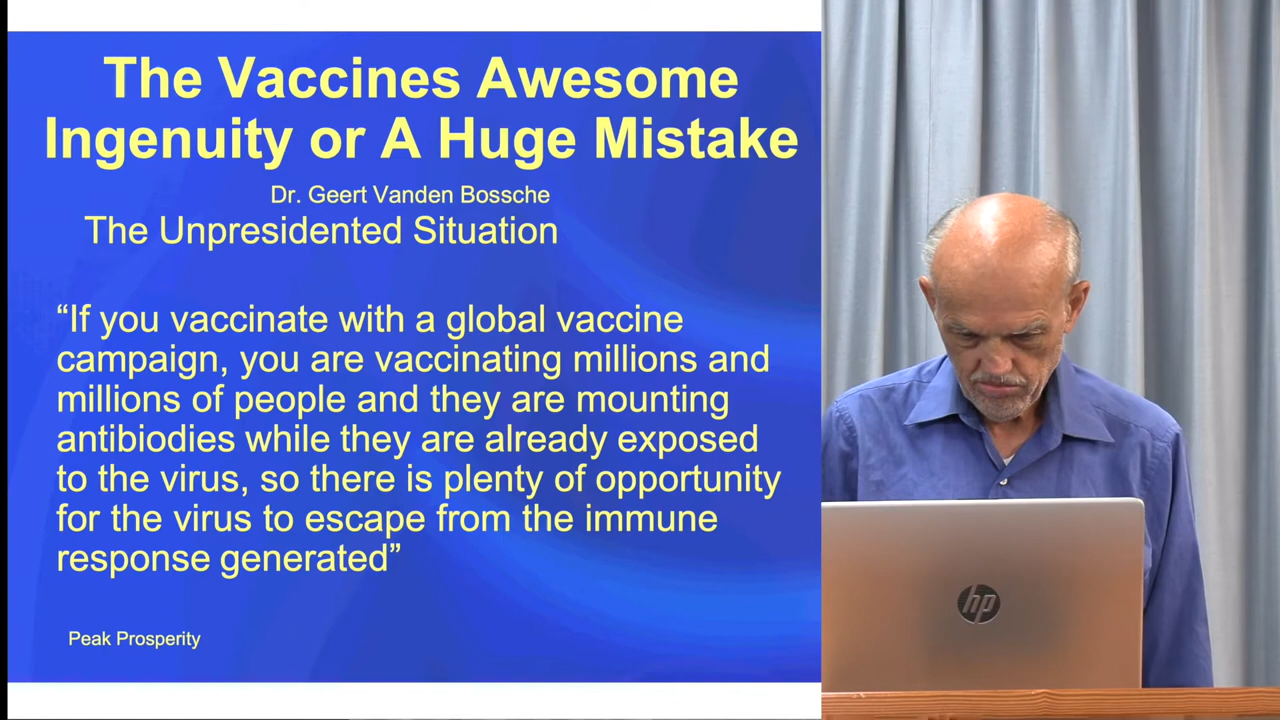 The Vaccines Awesome
Ingenuity or A Huge Mistake
Dr. Geert Vanden Bossche
The Unpresidented Situation
“If you vaccinate with a global vaccine
campaign, you are vaccinating millions and
millions of people and they are mounting
antibiodies while they are already exposed
to the virus, so there is plenty of opportunity
for the virus to escape from the immune
response generated”
Peak Prosperity
hp